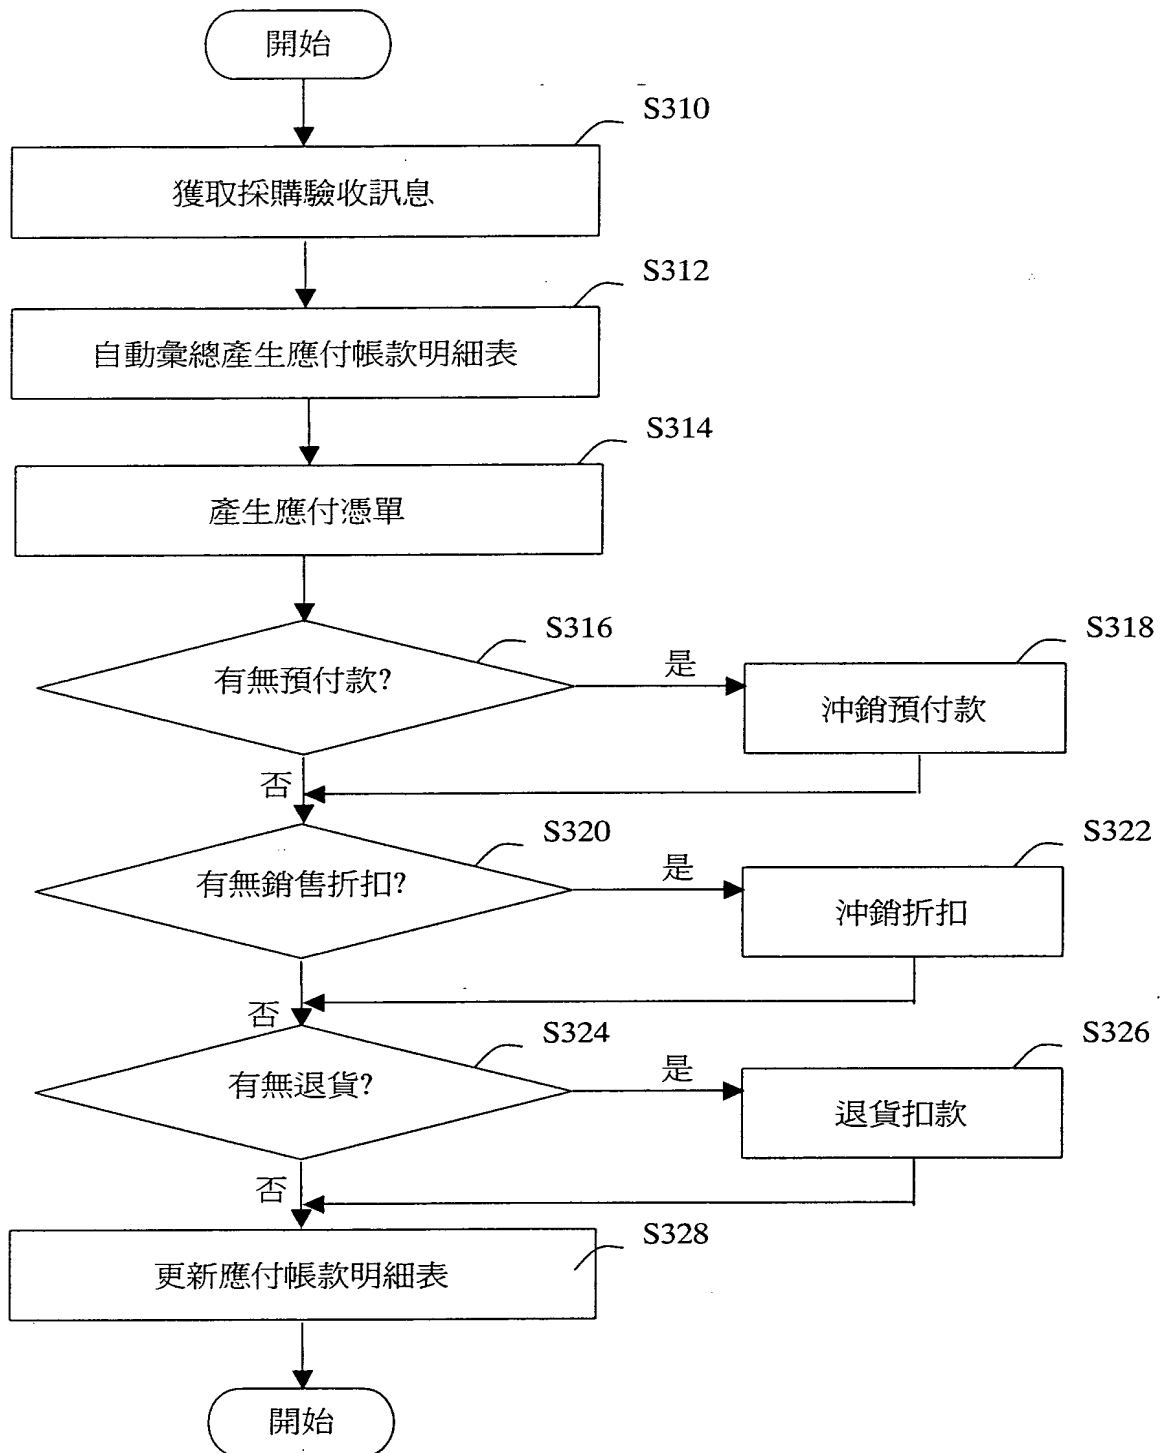 開始
S310
獲取採購驗收訊息
S312
自動彙總產生應付帳款明細表
S314
產生應付憑單
S316
有無預付款?
是
S318
沖銷預付款
否
S320
有無銷售折扣?
是
S322
沖銷折扣
否
S324
有無退貨?
是
S326
退貨扣款
否
S328
更新應付帳款明細表
開始